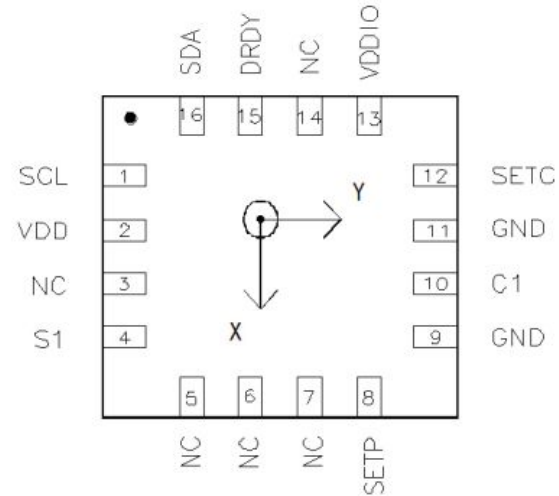 SDA DRDY NC VDDIO
16 15 14 13
SCL 1 12 SETC
Y
VDD 2 11 GND
NC 3 10 C1
X
S1 4 9 GND
5 6 7 8
NC NC NC SETP